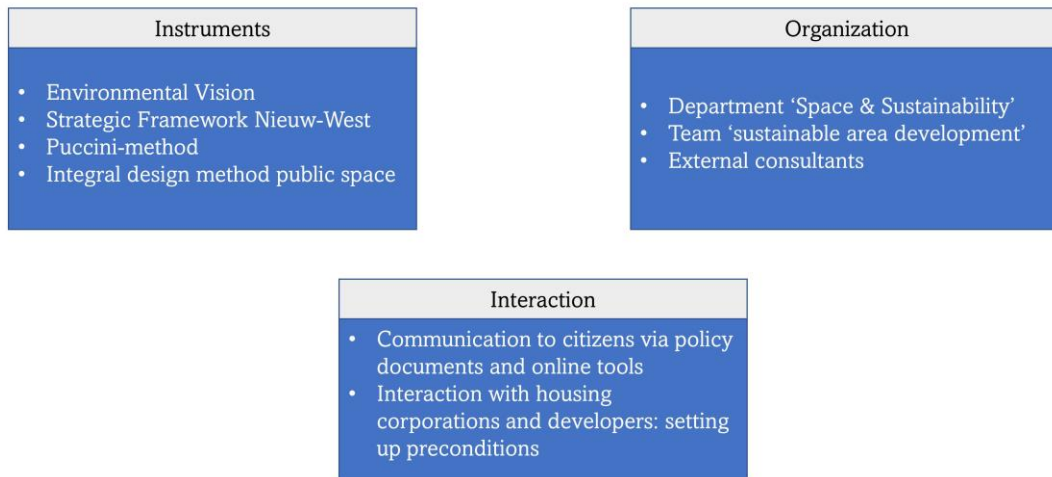 Instruments
• Environmental Vision
• Strategic Framework Nieuw-West
• Puccini-method
• Integral design method public space
Organization
• Department ‘Space & Sustainability’
• Team ‘sustainable area development’
• External consultants
Interaction
• Communication to citizens via policy
documents and online tools
• Interaction with housing
corporations and developers: setting
up preconditions